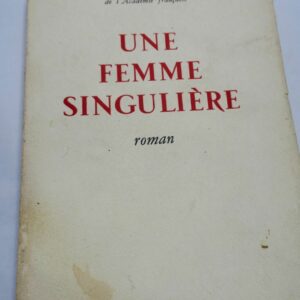 de l'Académie française
UNE
FEMME
SINGULIÈRE
roman